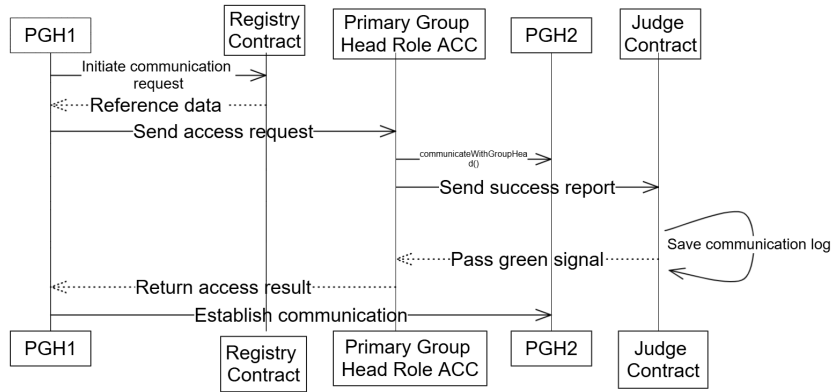 PGH1
Registry
Contract
Primary Group
Head Role ACC
PGH2
Judge
Contract
Initiate communication
request
Reference data
Send access request
communicateWithGroupHea
d()
Send success report
Save communication log
Pass green signal
Return access result
Establish communication
PGH1
Registry
Contract
Primary Group
Head Role ACC
PGH2
Judge
Contract